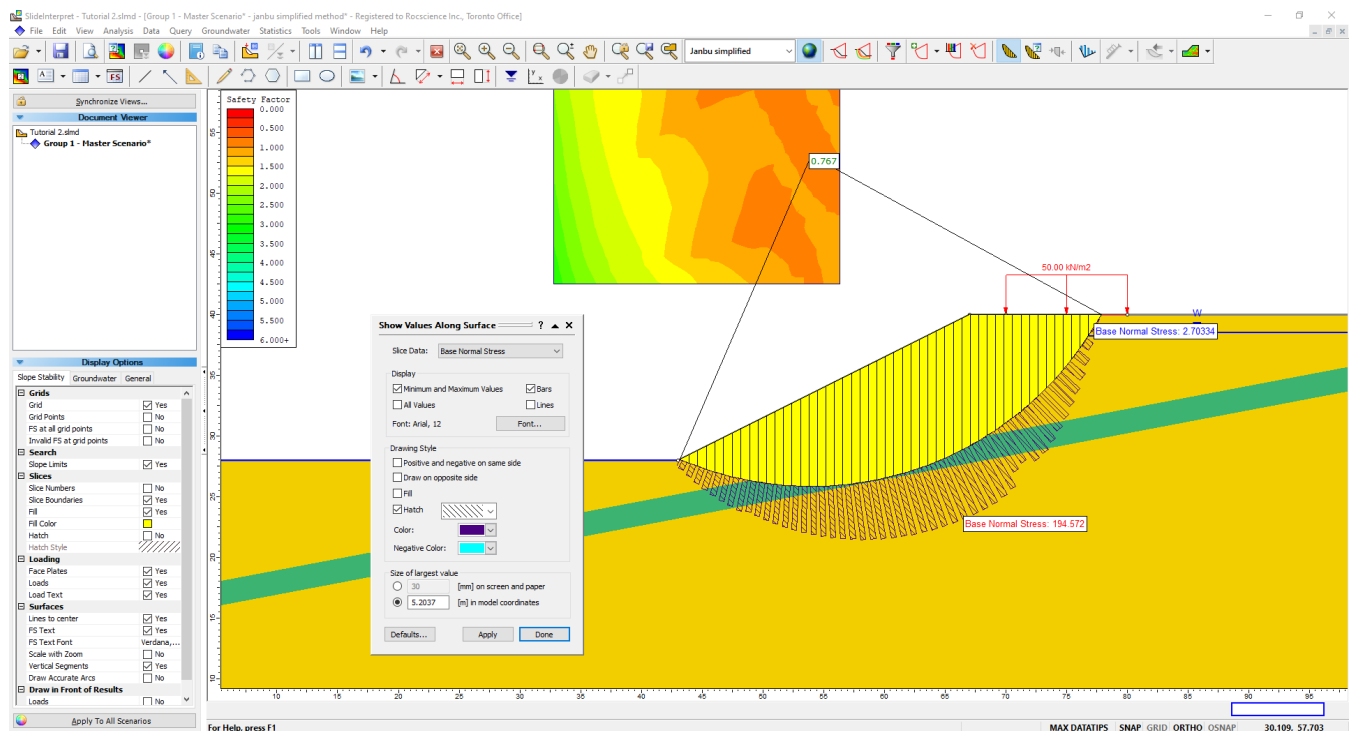 SlideInterpret - Tutorial 2.slmd - [Group 1 - Master Scenario* - janbu simplified method* - Registered to Rocscience Inc., Toronto Office]
File Edit View Analysis Data Query Groundwater Statistics Tools Window Help
Janbu simplified
FS
Synchronize Views...
Document Viewer
Tutorial 2.slmd
Group 1 - Master Scenario*
Display Options
Slope Stability Groundwater General
Grids
Grid Yes
Grid Points No
FS at all grid points No
Invalid FS at grid points No
Search
Slope Limits Yes
Slices
Slice Numbers No
Slice Boundaries Yes
Fill Yes
Fill Color
Hatch No
Hatch Style
Loading
Face Plates Yes
Loads Yes
Load Text Yes
Surfaces
Lines to center Yes
FS Text Yes
FS Text Font Verdana,...
Scale with Zoom No
Vertical Segments Yes
Draw Accurate Arcs No
Draw in Front of Results
Loads No
Apply To All Scenarios
Safety Factor
0.000
0.500
1.000
1.500
2.000
2.500
3.000
3.500
4.000
4.500
5.000
5.500
6.000+
55
50
45
40
35
30
25
20
15
10
0.767
50.00 kN/m2
W
Base Normal Stress: 2.70334
Base Normal Stress: 194.572
Show Values Along Surface ? X
Slice Data: Base Normal Stress
Display
Minimum and Maximum Values Bars
All Values Lines
Font: Arial, 12 Font...
Drawing Style
Positive and negative on same side
Draw on opposite side
Fill
Hatch
Color:
Negative Color:
Size of largest value
30 [mm] on screen and paper
5.2037 [m] in model coordinates
Defaults... Apply Done
10 15 20 25 30 35 40 45 50 55 60 65 70 75 80 85 90 95
For Help, press F1
MAX DATATIPS SNAP GRID ORTHO OSNAP 30.109, 57.703